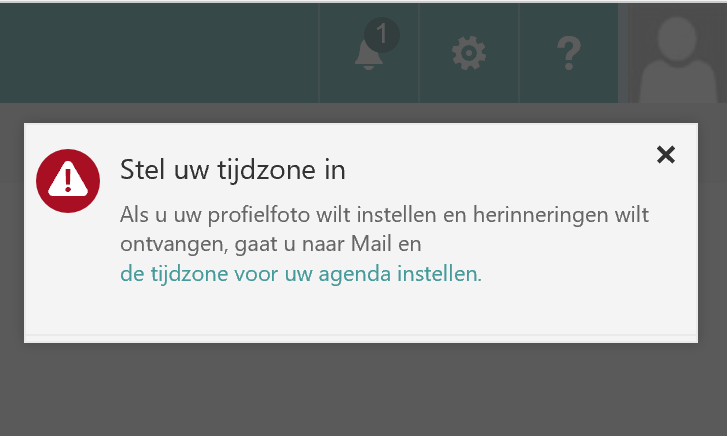 1
?
Stel uw tijdzone in
Als u uw profielfoto wilt instellen en herinneringen wilt
ontvangen, gaat u naar Mail en
de tijdzone voor uw agenda instellen.